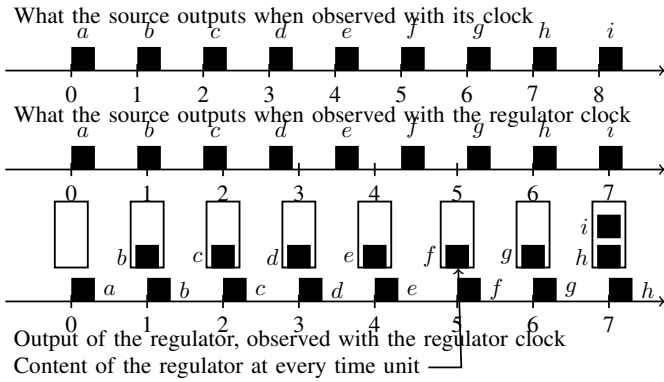 What the source outputs when observed with its clock
a b c d e f g h i
0 1 2 3 4 5 6 7 8
What the source outputs when observed with the regulator clock
a b c d e f g h i
0 1 2 3 4 5 6 7
i
b c d e f g h
a b c d e f g h
0 1 2 3 4 5 6 7
Output of the regulator, observed with the regulator clock
Content of the regulator at every time unit